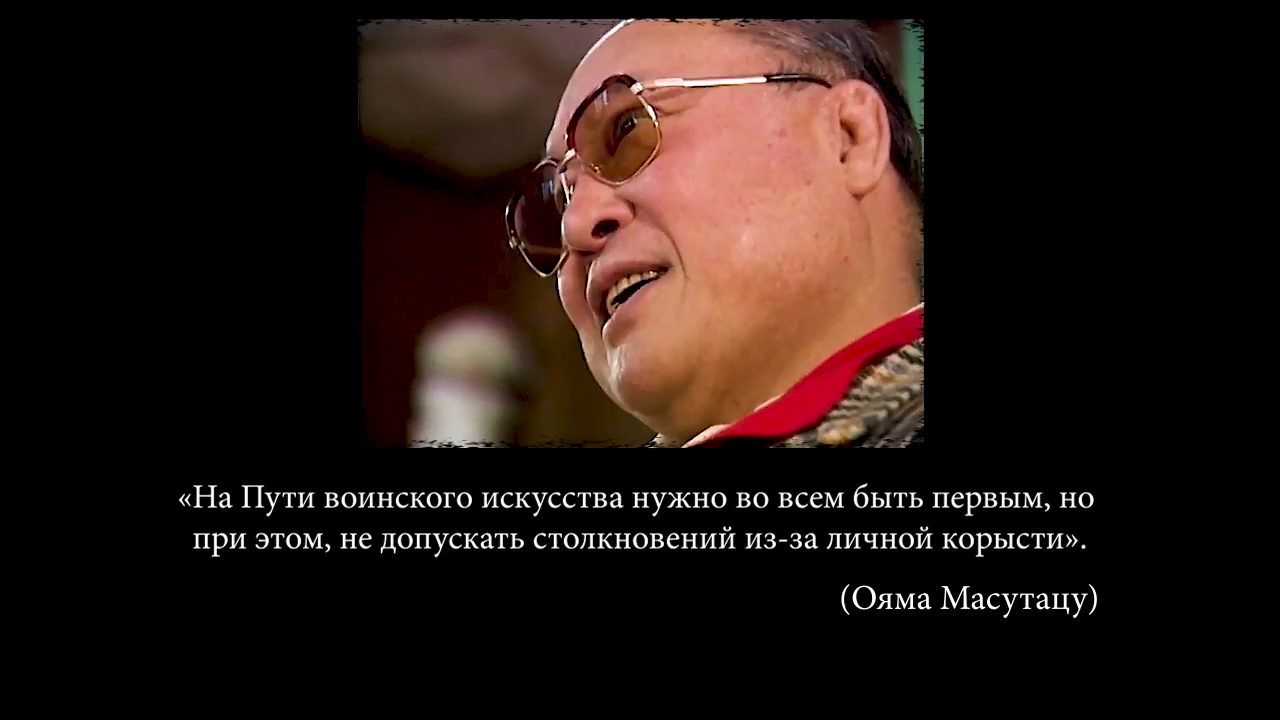 «На Пути воинского искусства нужно во всем быть первым, но
при этом, не допускать столкновений из-за личной корысти».
(Ояма Масутацу)